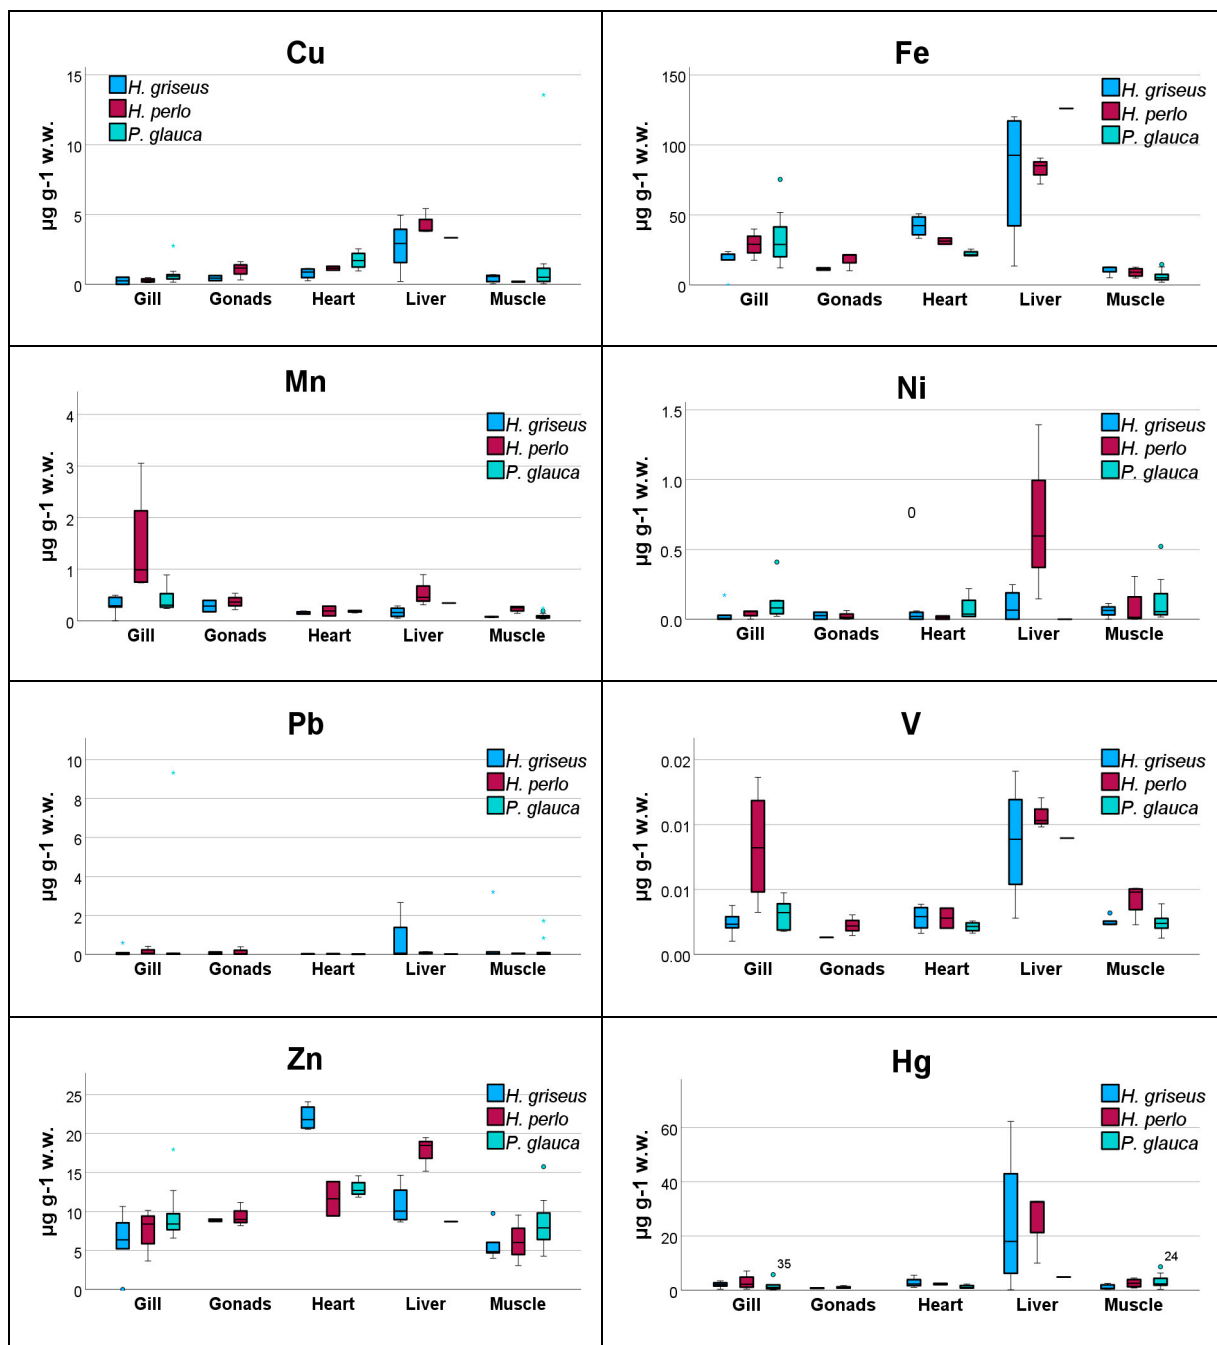 Cu
15
10
5
0
µg g-1 w.w.
H. griseus
H. perlo
P. glauca
Gill Gonads Heart Liver Muscle
Fe
150
100
50
0
µg g-1 w.w.
H. griseus
H. perlo
P. glauca
Gill Gonads Heart Liver Muscle
Mn
4
3
2
1
0
µg g-1 w.w.
H. griseus
H. perlo
P. glauca
Gill Gonads Heart Liver Muscle
Ni
1.5
1.0
0.5
0.0
µg g-1 w.w.
H. griseus
H. perlo
P. glauca
0
Gill Gonads Heart Liver Muscle
Pb
10
8
6
4
2
0
µg g-1 w.w.
H. griseus
H. perlo
P. glauca
Gill Gonads Heart Liver Muscle
V
0.02
0.01
0.01
0.00
µg g-1 w.w.
H. griseus
H. perlo
P. glauca
Gill Gonads Heart Liver Muscle
Zn
25
20
15
10
5
0
µg g-1 w.w.
H. griseus
H. perlo
P. glauca
Gill Gonads Heart Liver Muscle
Hg
60
40
20
0
µg g-1 w.w.
H. griseus
H. perlo
P. glauca
35
24
Gill Gonads Heart Liver Muscle